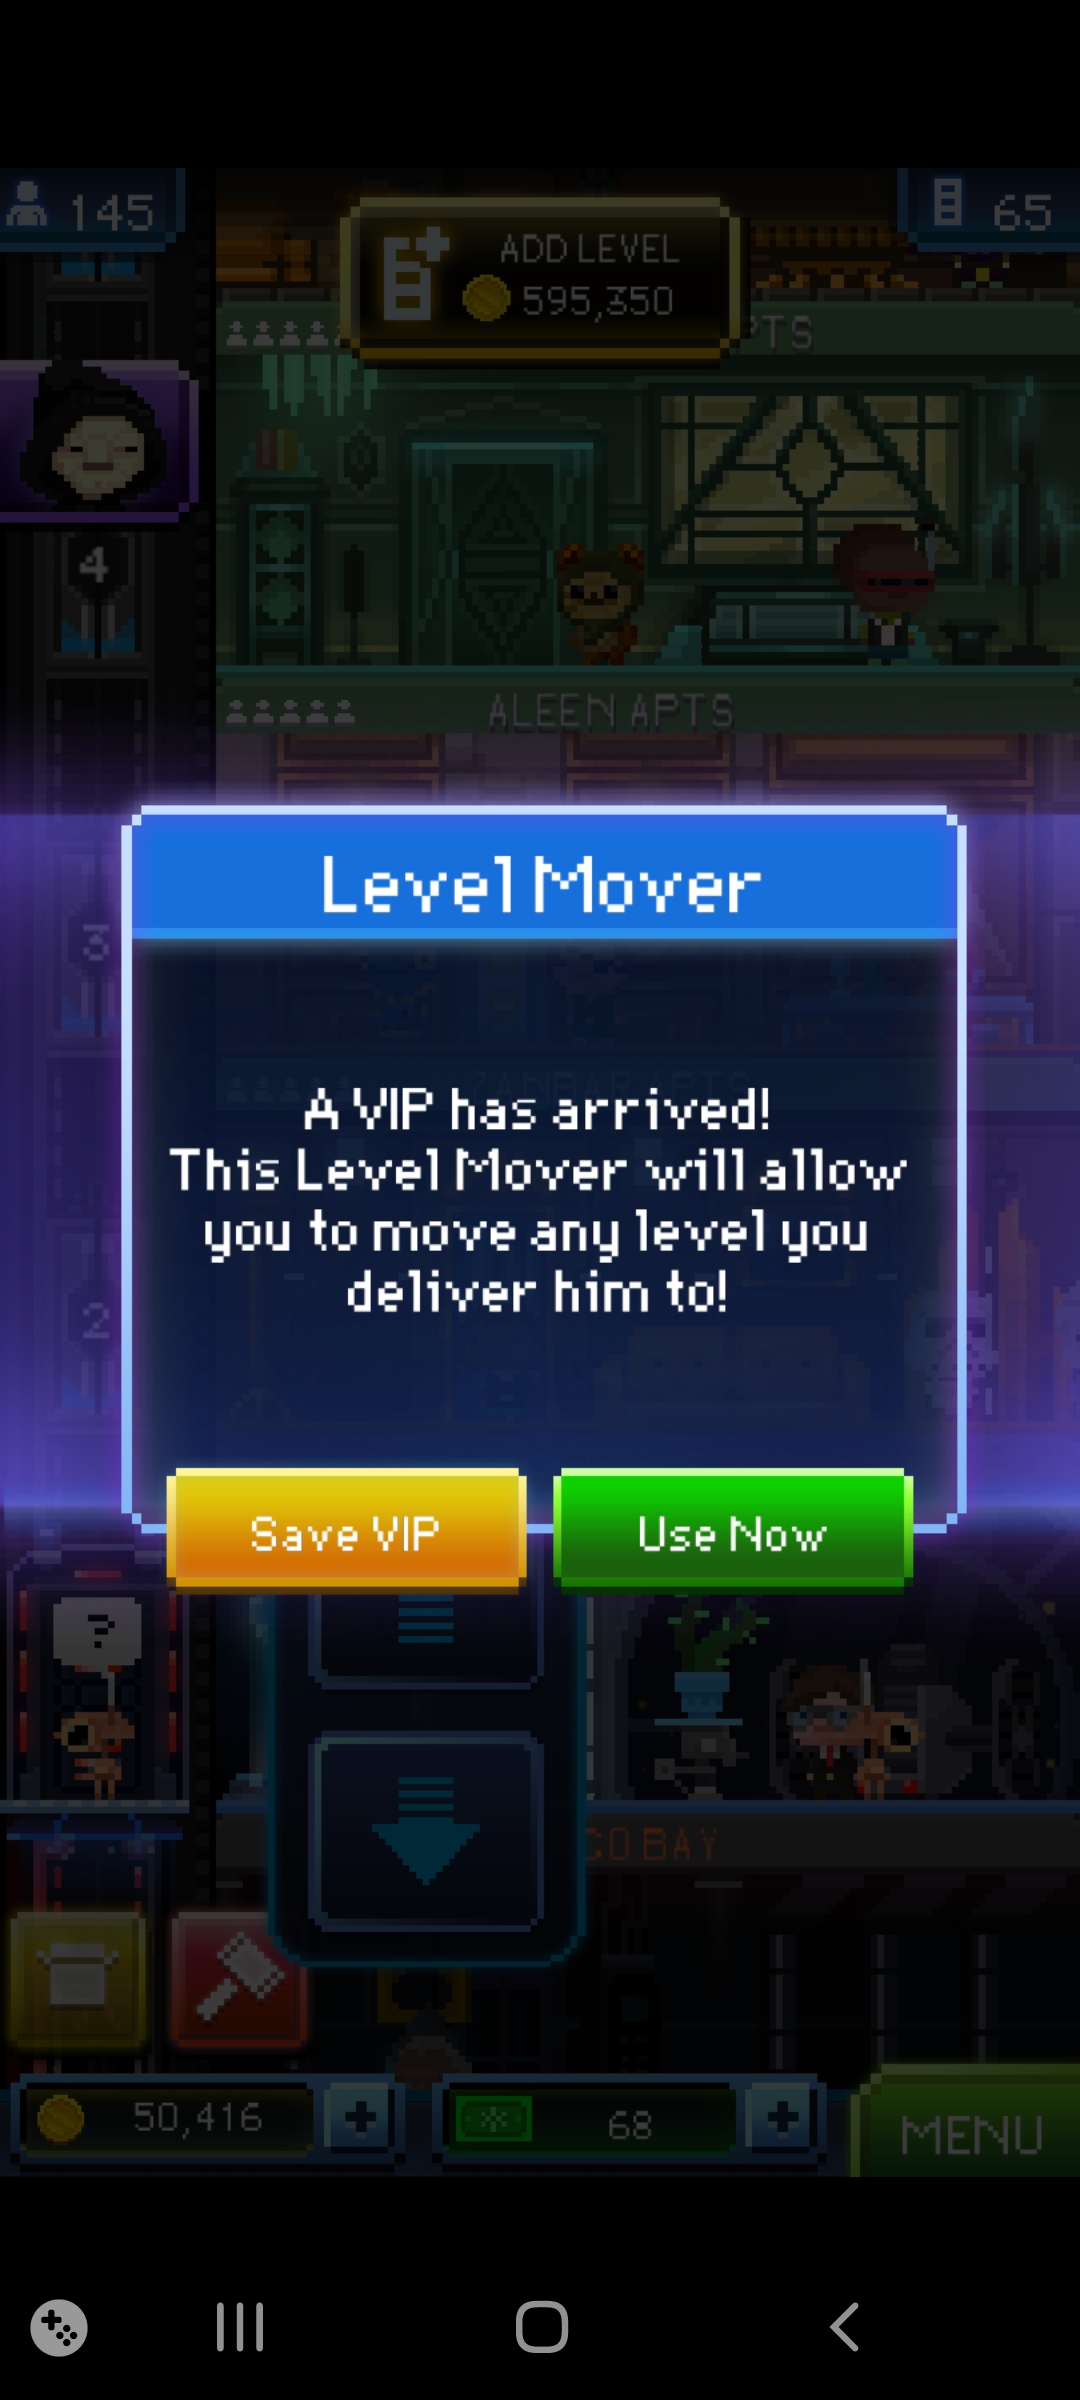 145
ADD LEVEL
595,350
65
PTS
4
ALEEN APTS
Level Mover
3
A VIP has arrived!
This Level Mover will allow
you to move any level you
deliver him to!
2
Save VIP
Use Now
?
CO BAY
50,416
68
MENU